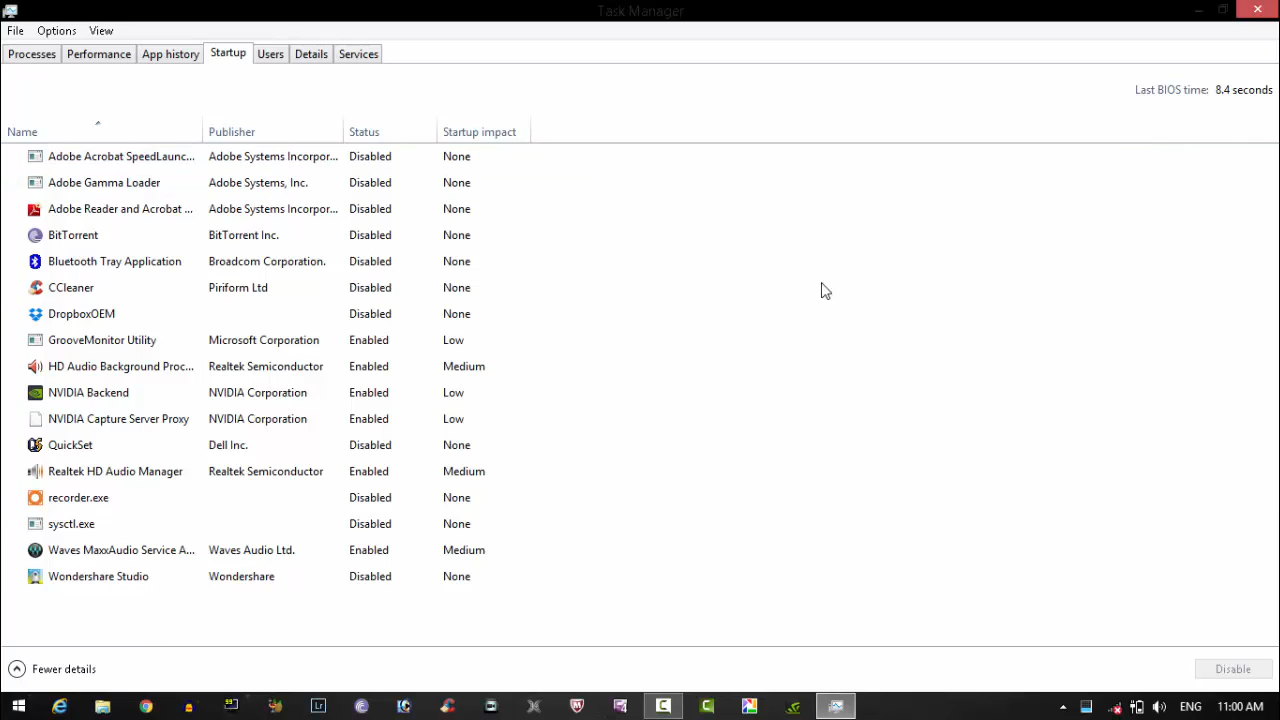 Task Manager
File Options View
Processes Performance App history Startup Users Details Services
Last BIOS time: 8.4 seconds
Name Publisher Status Startup impact
Adobe Acrobat SpeedLaunc... Adobe Systems Incorpor... Disabled None
Adobe Gamma Loader Adobe Systems, Inc. Disabled None
Adobe Reader and Acrobat ... Adobe Systems Incorpor... Disabled None
BitTorrent BitTorrent Inc. Disabled None
Bluetooth Tray Application Broadcom Corporation. Disabled None
CCleaner Piriform Ltd Disabled None
DropboxOEM Disabled None
GrooveMonitor Utility Microsoft Corporation Enabled Low
HD Audio Background Proc... Realtek Semiconductor Enabled Medium
NVIDIA Backend NVIDIA Corporation Enabled Low
NVIDIA Capture Server Proxy NVIDIA Corporation Enabled Low
QuickSet Dell Inc. Disabled None
Realtek HD Audio Manager Realtek Semiconductor Enabled Medium
recorder.exe Disabled None
sysctl.exe Disabled None
Waves MaxxAudio Service A... Waves Audio Ltd. Enabled Medium
Wondershare Studio Wondershare Disabled None
Fewer details Disable
Lr ENG 11:00 AM